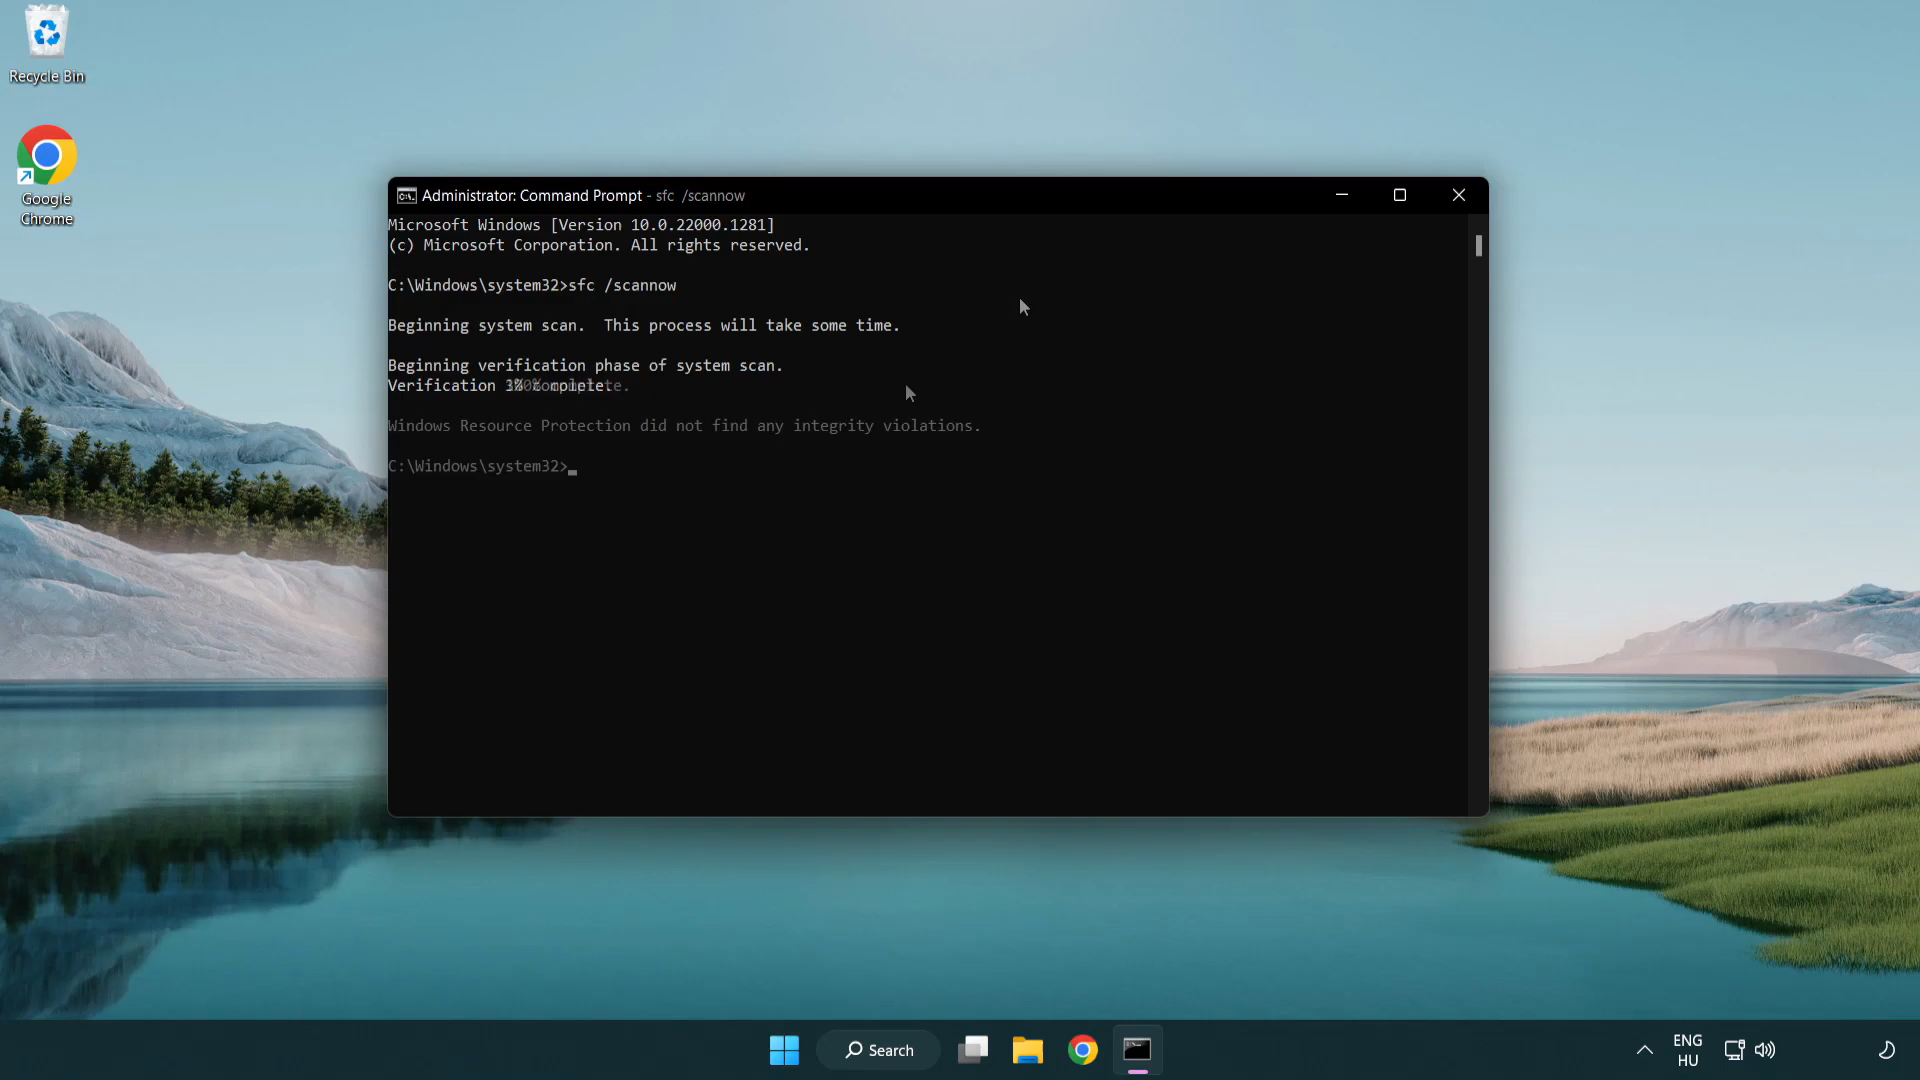 Recycle Bin
Google
Chrome
Administrator: Command Prompt - sfc /scannow
Microsoft Windows [Version 10.0.22000.1281]
(c) Microsoft Corporation. All rights reserved.
C:\Windows\system32>sfc /scannow
Beginning system scan.  This process will take some time.
Beginning verification phase of system scan.
Verification
Windows Resource Protection did not find any integrity violations.
C:\Windows\system32>
Search
ENG
HU